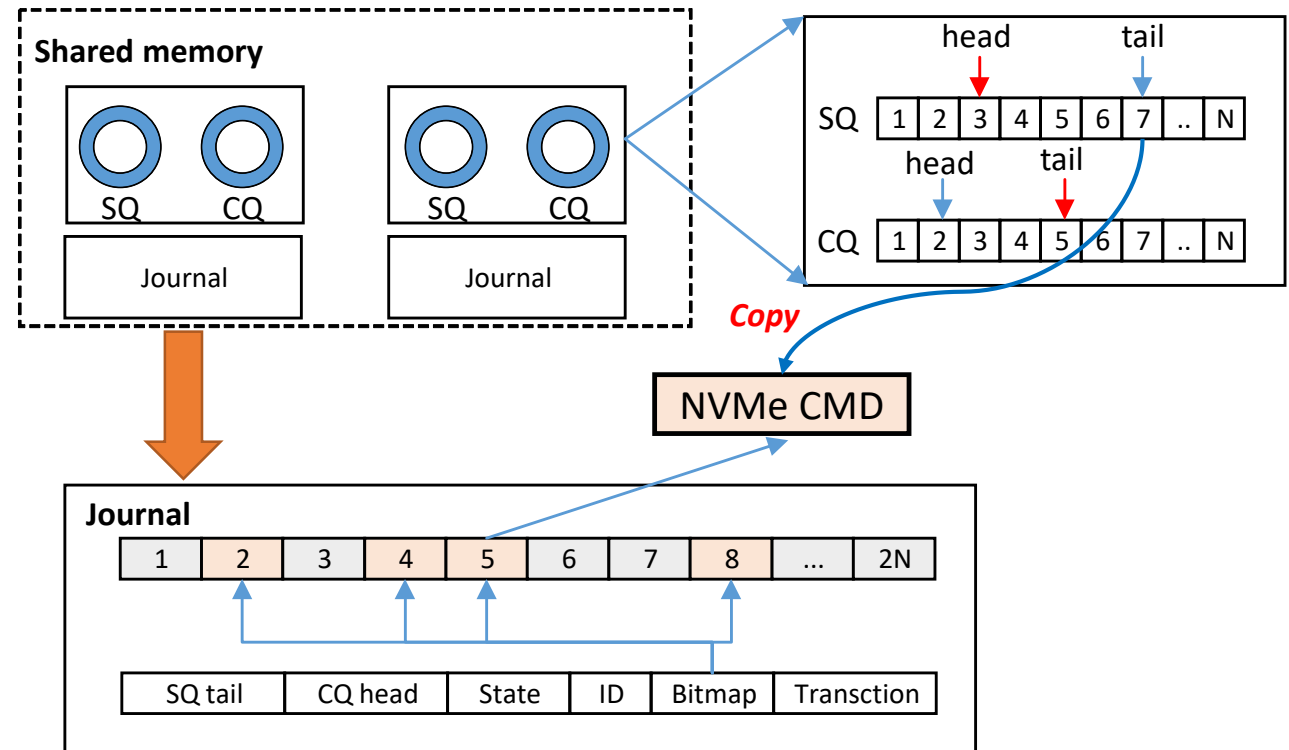 Shared memory
SQ CQ
Journal
SQ CQ
Journal
head tail
SQ 1 2 3 4 5 6 7 .. N
head tail
CQ 1 2 3 4 5 6 7 .. N
Copy
NVMe CMD
Journal
1 2 3 4 5 6 7 8 ... 2N
SQ tail CQ head State ID Bitmap Transction